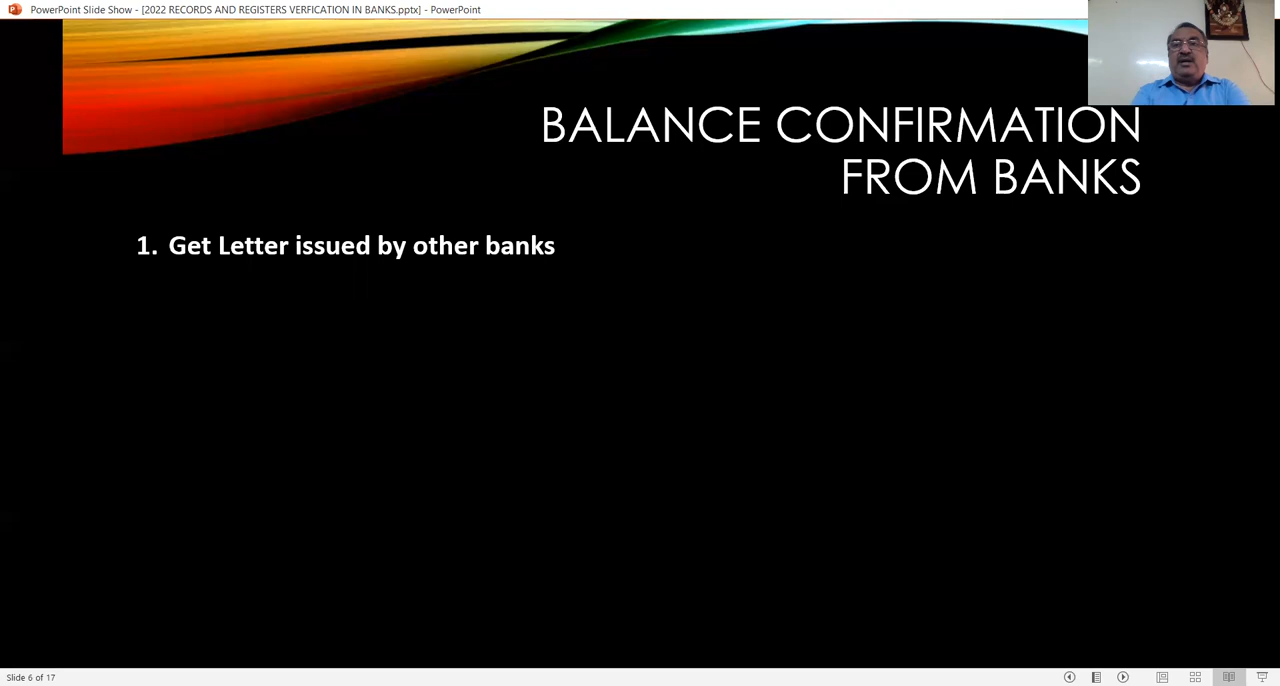 PowerPoint Slide Show - [2022 RECORDS AND REGISTERS VERFICATION IN BANKS.pptx] - PowerPoint
BALANCE CONFIRMATION
FROM BANKS
1. Get Letter issued by other banks
Slide 6 of 17